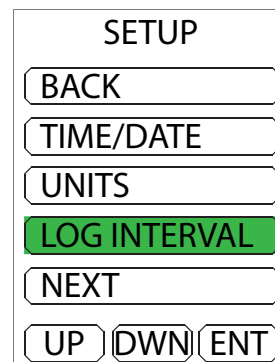 SETUP
BACK
TIME/DATE
UNITS
LOG INTERVAL
NEXT
UP DWN ENT